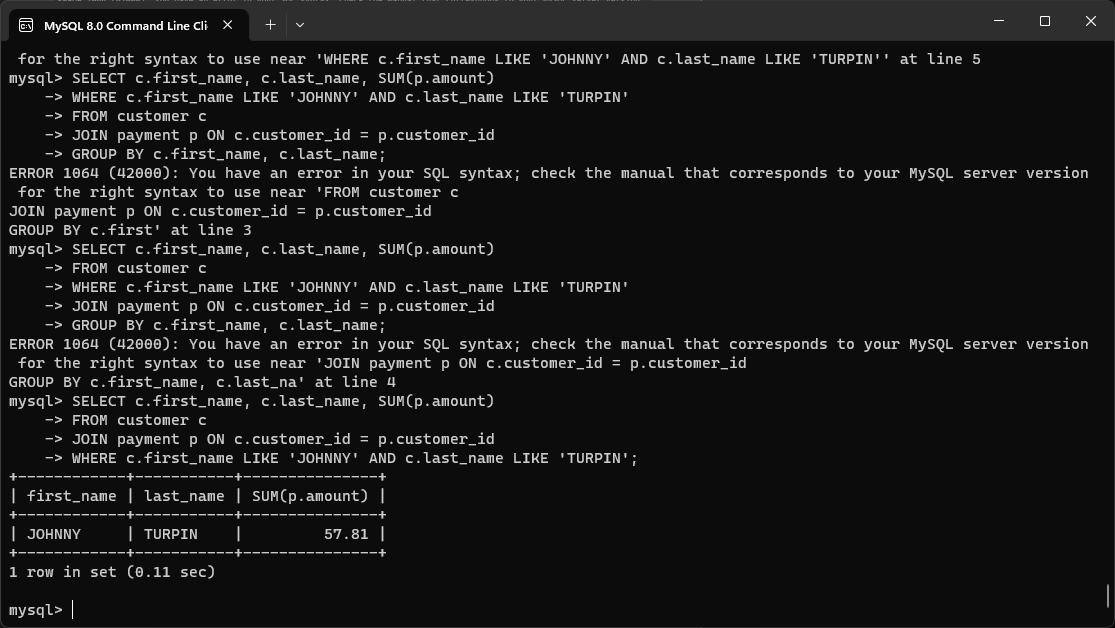 MySQL 8.0 Command Line Cli
 for the right syntax to use near 'WHERE c.first_name LIKE 'JOHNNY' AND c.last_name LIKE 'TURPIN'' at line 5
mysql> SELECT c.first_name, c.last_name, SUM(p.amount)
    -> WHERE c.first_name LIKE 'JOHNNY' AND c.last_name LIKE 'TURPIN'
    -> FROM customer c
    -> JOIN payment p ON c.customer_id = p.customer_id
    -> GROUP BY c.first_name, c.last_name;
ERROR 1064 (42000): You have an error in your SQL syntax; check the manual that corresponds to your MySQL server version
 for the right syntax to use near 'FROM customer c
JOIN payment p ON c.customer_id = p.customer_id
GROUP BY c.first' at line 3
mysql> SELECT c.first_name, c.last_name, SUM(p.amount)
    -> FROM customer c
    -> WHERE c.first_name LIKE 'JOHNNY' AND c.last_name LIKE 'TURPIN'
    -> JOIN payment p ON c.customer_id = p.customer_id
    -> GROUP BY c.first_name, c.last_name;
ERROR 1064 (42000): You have an error in your SQL syntax; check the manual that corresponds to your MySQL server version
 for the right syntax to use near 'JOIN payment p ON c.customer_id = p.customer_id
GROUP BY c.first_name, c.last_na' at line 4
mysql> SELECT c.first_name, c.last_name, SUM(p.amount)
    -> FROM customer c
    -> JOIN payment p ON c.customer_id = p.customer_id
    -> WHERE c.first_name LIKE 'JOHNNY' AND c.last_name LIKE 'TURPIN';
+------------+-----------+---------------+
| first_name | last_name | SUM(p.amount) |
+------------+-----------+---------------+
| JOHNNY     | TURPIN    |         57.81 |
+------------+-----------+---------------+
1 row in set (0.11 sec)
mysql>